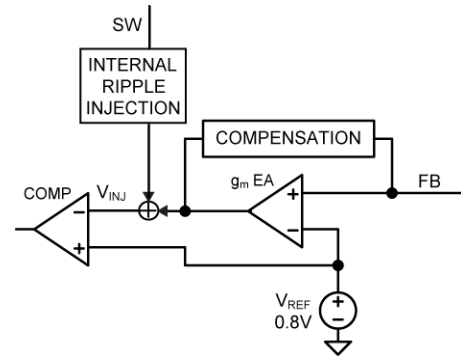 SW
INTERNAL
RIPPLE
INJECTION
COMPENSATION
gm EA
FB
COMP
VINJ
+
−
−
+
+
−
VREF
0.8V
+
−